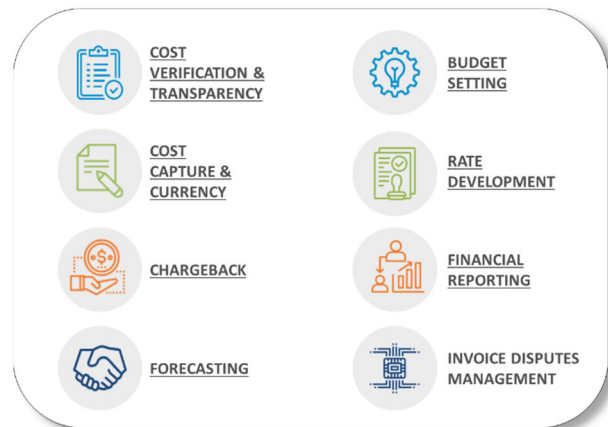 COST
VERIFICATION &
TRANSPARENCY
BUDGET
SETTING
COST
CAPTURE &
CURRENCY
RATE
DEVELOPMENT
CHARGEBACK
$
FINANCIAL
REPORTING
FORECASTING
INVOICE DISPUTES
MANAGEMENT